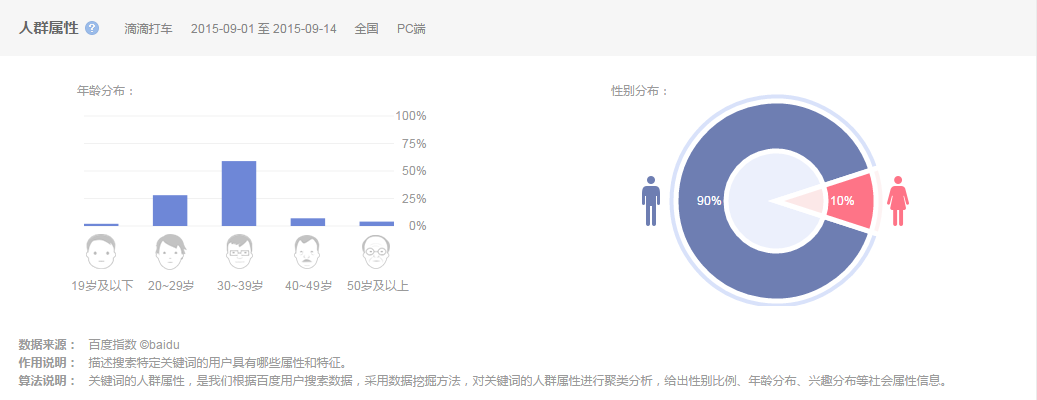 人群属性 ? 滴滴打车 2015-09-01 至 2015-09-14 全国 PC端
年龄分布： 性别分布：
100%
75%
50%
25%
0%
90% 10%
19岁及以下 20~29岁 30~39岁 40~49岁 50岁及以上
数据来源： 百度指数 ©baidu
作用说明： 描述搜索特定关键词的用户具有哪些属性和特征。
算法说明： 关键词的人群属性，是我们根据百度用户搜索数据，采用数据挖掘方法，对关键词的人群属性进行聚类分析，给出性别比例、年龄分布、兴趣分布等社会属性信息。